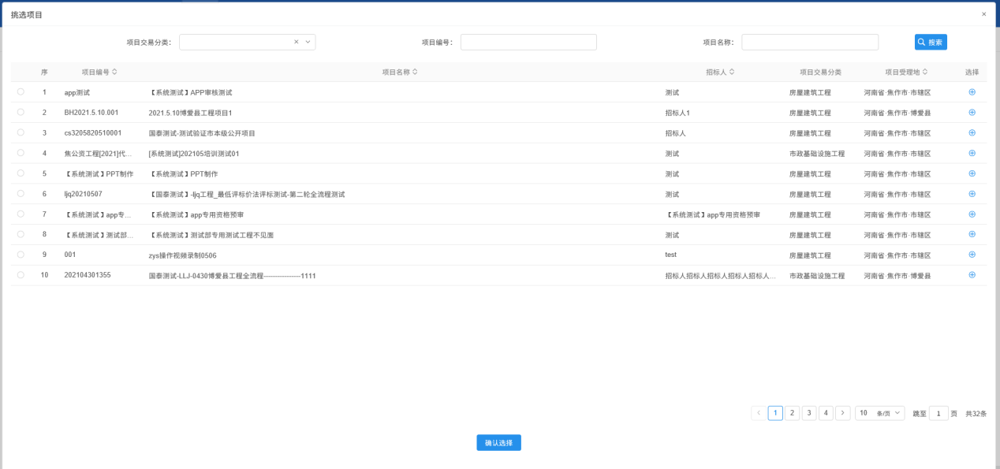 挑选项目 ×
项目交易分类： × 项目编号： 项目名称： 搜索
序 项目编号 项目名称 招标人 项目交易分类 项目受理地 选择
1 app测试 【系统测试】APP审核测试 测试 房屋建筑工程 河南省·焦作市·市辖区
2 BH2021.5.10.001 2021.5.10博爱县工程项目1 招标人1 房屋建筑工程 河南省·焦作市·博爱县
3 cs3205820510001 国泰测试-测试验证市本级公开项目 招标人 房屋建筑工程 河南省·焦作市·市辖区
4 焦公资工程[2021]代... [系统测试]202105培训测试01 测试 市政基础设施工程 河南省·焦作市·市辖区
5 【系统测试】PPT制作 【系统测试】PPT制作 测试 房屋建筑工程 河南省·焦作市·市辖区
6 ljq20210507 【国泰测试】-ljq工程_最低评标价法评标测试-第二轮全流程测试 测试 房屋建筑工程 河南省·焦作市·市辖区
7 【系统测试】app专... 【系统测试】app专用资格预审 【系统测试】app专用资格预审 房屋建筑工程 河南省·焦作市·市辖区
8 【系统测试】测试部... 【系统测试】测试部专用测试工程不见面 测试 房屋建筑工程 河南省·焦作市·市辖区
9 001 zys操作视频录制0506 test 房屋建筑工程 河南省·焦作市·市辖区
10 202104301355 国泰测试-LLJ-0430博爱县工程全流程----------------1111 招标人招标人招标人招标人招标人... 市政基础设施工程 河南省·焦作市·博爱县
1 2 3 4 10 条/页 跳至 1 页 共32条
确认选择